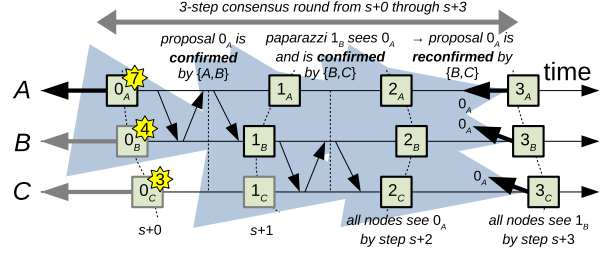 3-step consensus round from s+0 through s+3
proposal 0A is
confirmed
by {A,B}
paparazzi 1B sees 0A
and is confirmed
by {B,C}
→ proposal 0A is
reconfirmed by
{B,C}
time
A
0A
7
1A
2A
0A
3A
B
0B
4
1B
2B
0A
3B
C
0C
3
1C
2C
0A
3C
s+0
s+1
all nodes see 0A
by step s+2
all nodes see 1B
by step s+3